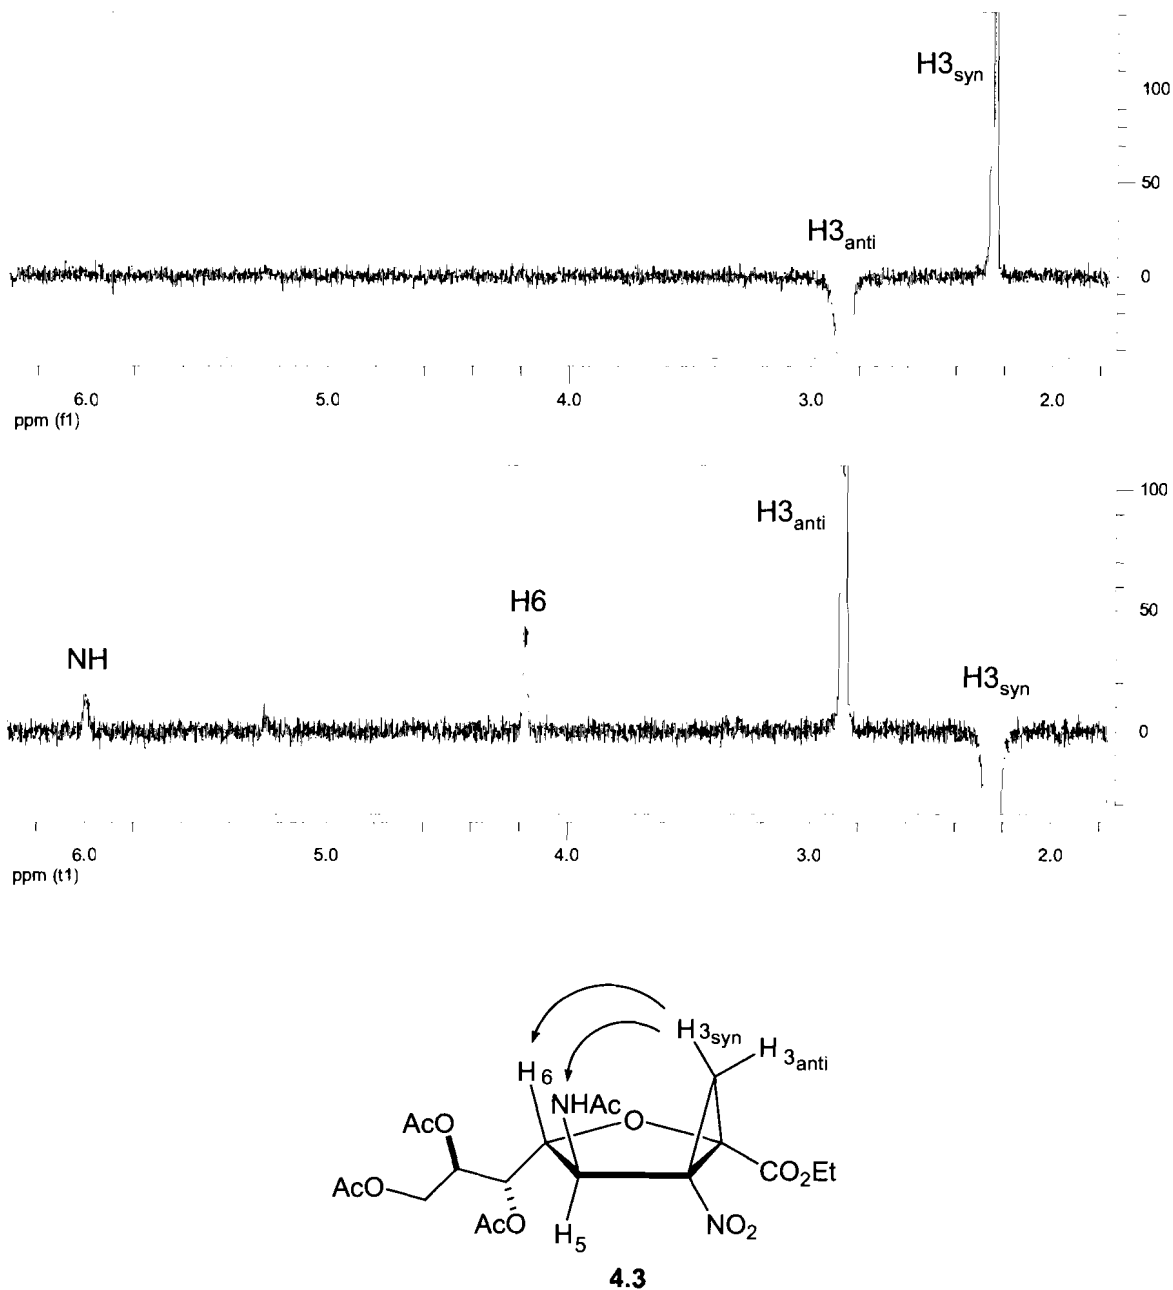 H3syn
100
50
H3anti
0
6.0 5.0 4.0 3.0 2.0
ppm (f1)
100
H3anti
H6
50
NH
H3syn
0
6.0 5.0 4.0 3.0 2.0
ppm (f1)
H 3syn
H 3anti
H 6
NHAc
AcO
O
CO2Et
AcO
AcO
NO2
H5
4.3